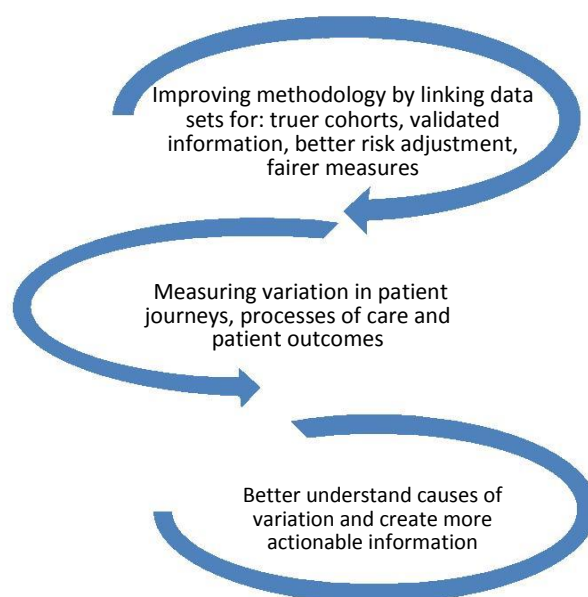 Improving methodology by linking data
sets for: truer cohorts, validated
information, better risk adjustment,
fairer measures
Measuring variation in patient
journeys, processes of care and
patient outcomes
Better understand causes of
variation and create more
actionable information